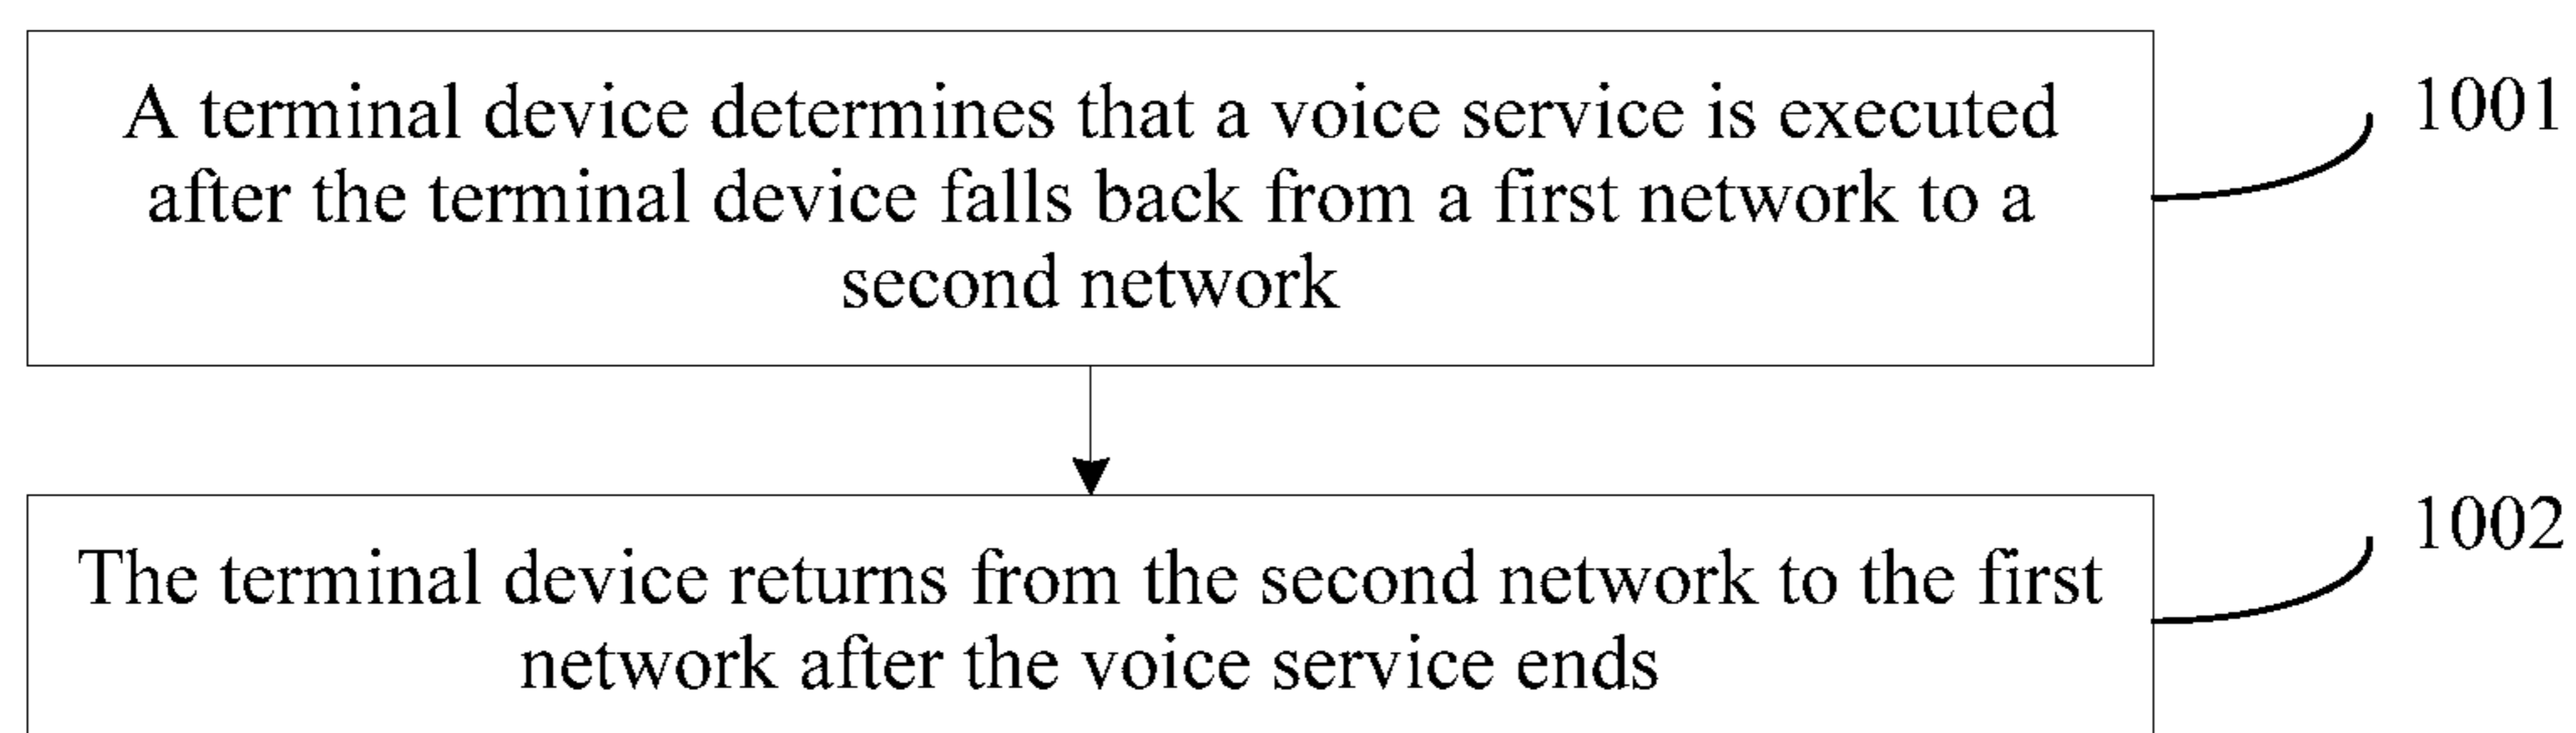 A terminal device determines that a voice service is executed
after the terminal device falls back from a first network to a
second network
1001
The terminal device returns from the second network to the first
network after the voice service ends
1002